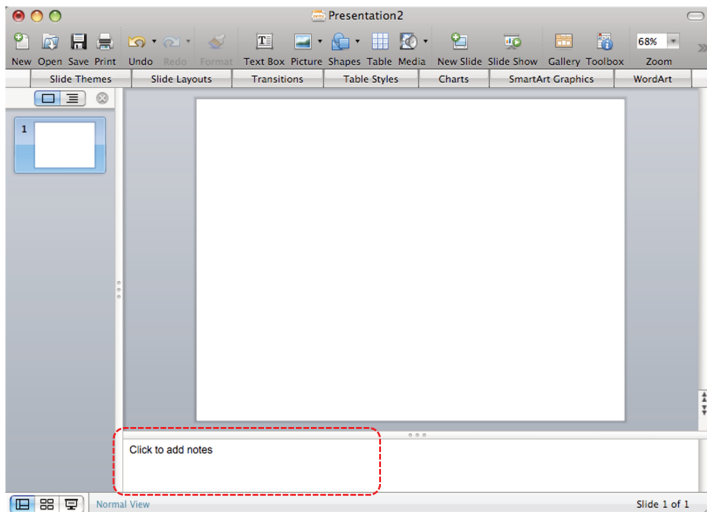 Presentation2
New Open Save Print Undo Redo Format Text Box Picture Shapes Table Media New Slide Slide Show Gallery Toolbox Zoom
68%
Slide Themes Slide Layouts Transitions Table Styles Charts SmartArt Graphics WordArt
1
Click to add notes
Normal View Slide 1 of 1